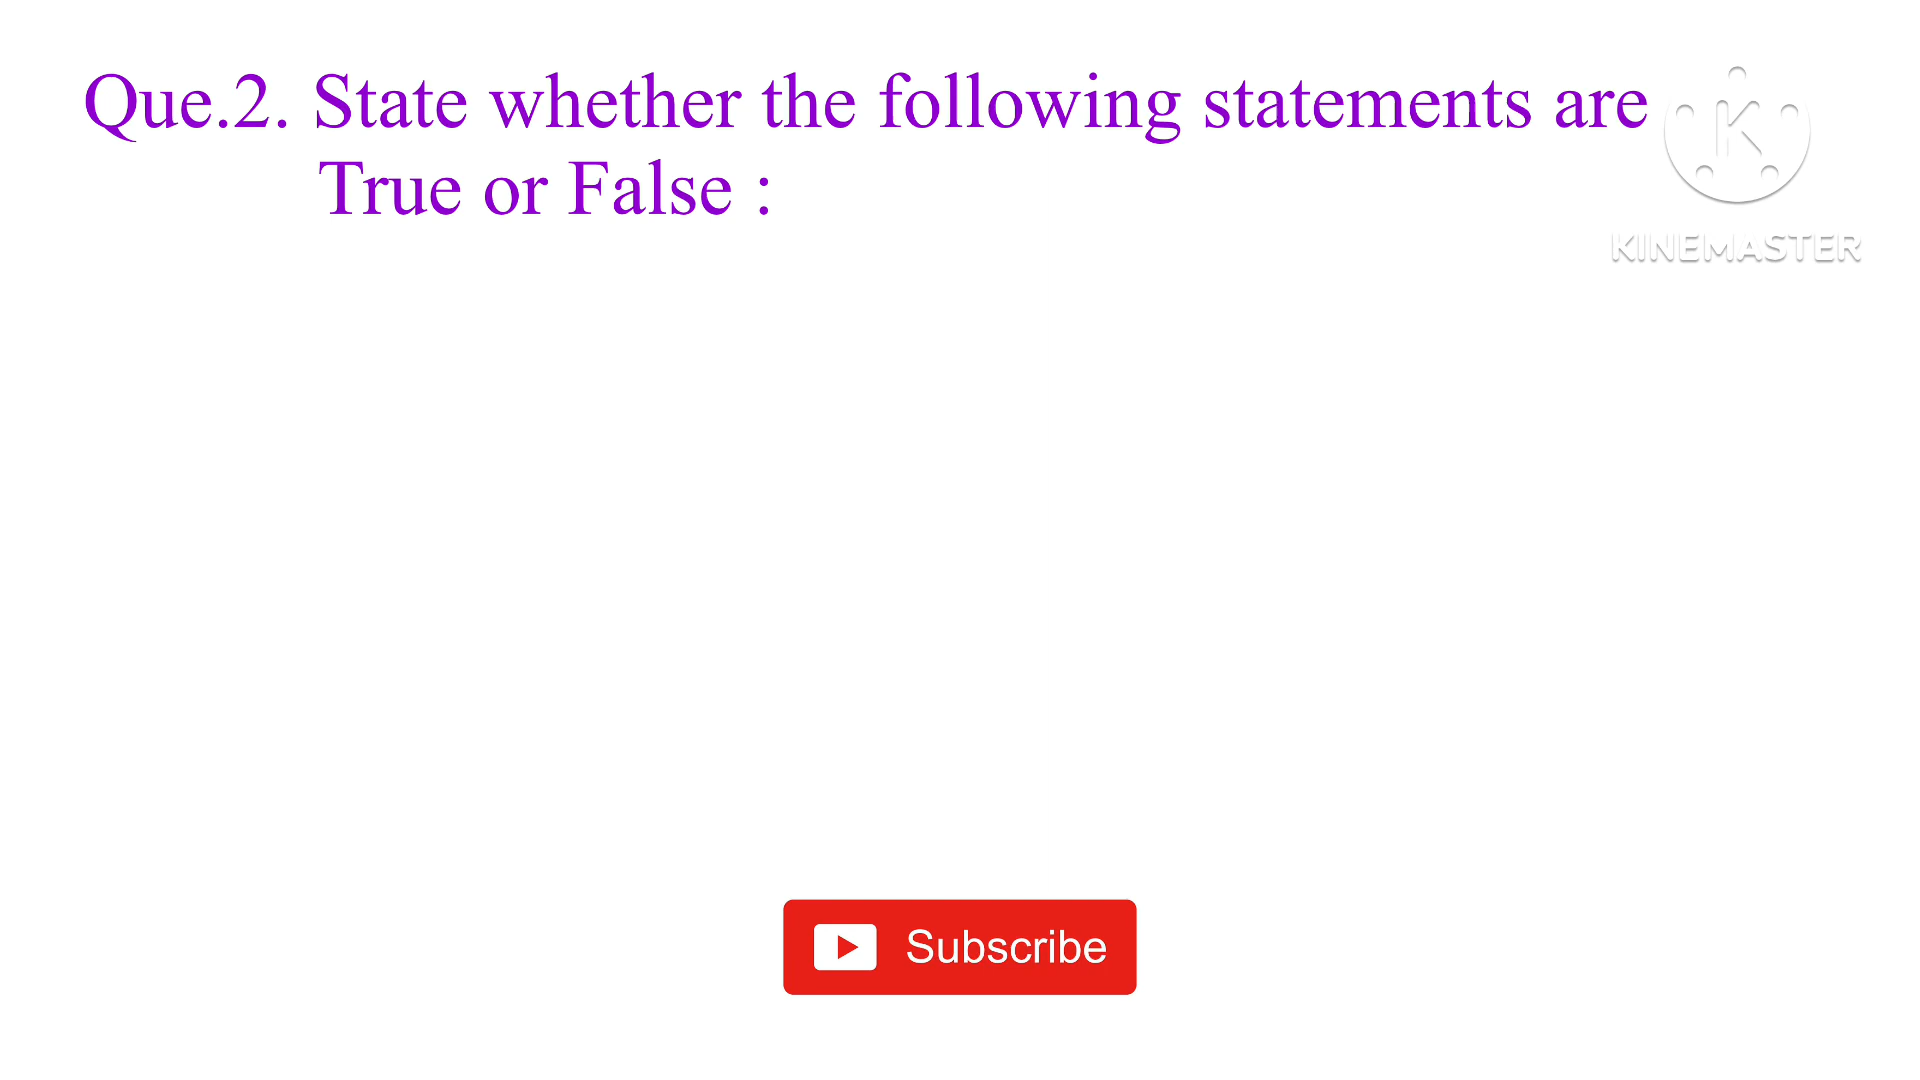 Que.2. State whether the following statements are
True or False :
KINEMASTER
Subscribe